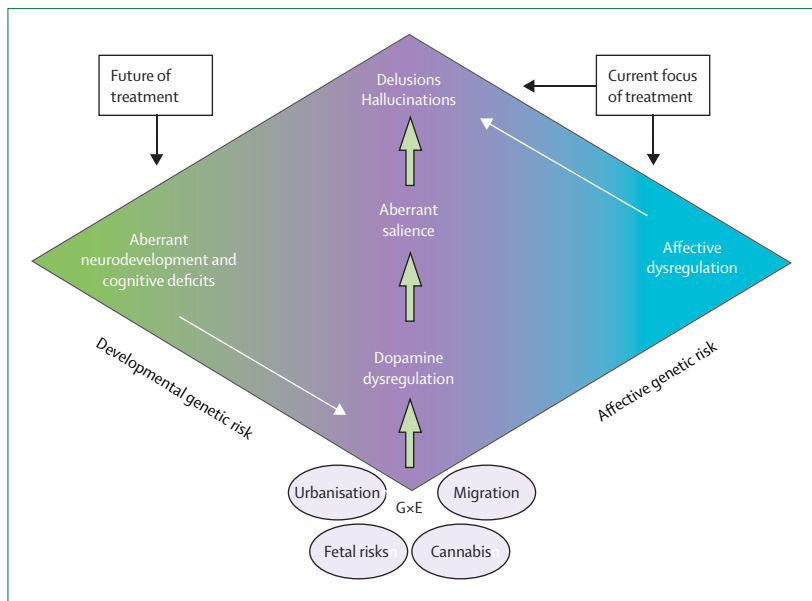 Future of
treatment
Delusions
Hallucinations
Current focus
of treatment
Aberrant
salience
Aberrant
neurodevelopment and
cognitive deficits
Affective
dysregulation
Dopamine
dysregulation
Developmental genetic risk
Affective genetic risk
Urbanisation
Migration
G×E
Fetal risks
Cannabis